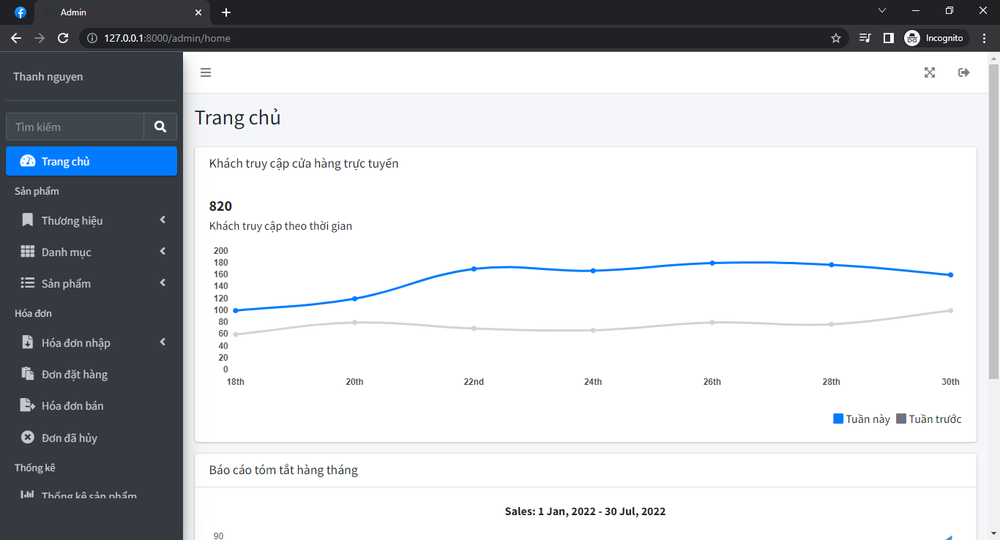 Admin
127.0.0.1:8000/admin/home
Incognito
Thanh nguyen
Tìm kiếm
Trang chủ
Sản phẩm
Thương hiệu
Danh mục
Sản phẩm
Hóa đơn
Hóa đơn nhập
Đơn đặt hàng
Hóa đơn bán
Đơn đã hủy
Thống kê
Thống kê sản phẩm
Trang chủ
Khách truy cập cửa hàng trực tuyến
820
Khách truy cập theo thời gian
200
180
160
140
120
100
80
60
40
20
0
18th 20th 22nd 24th 26th 28th 30th
Tuần này Tuần trước
Báo cáo tóm tắt hàng tháng
Sales: 1 Jan, 2022 - 30 Jul, 2022
90